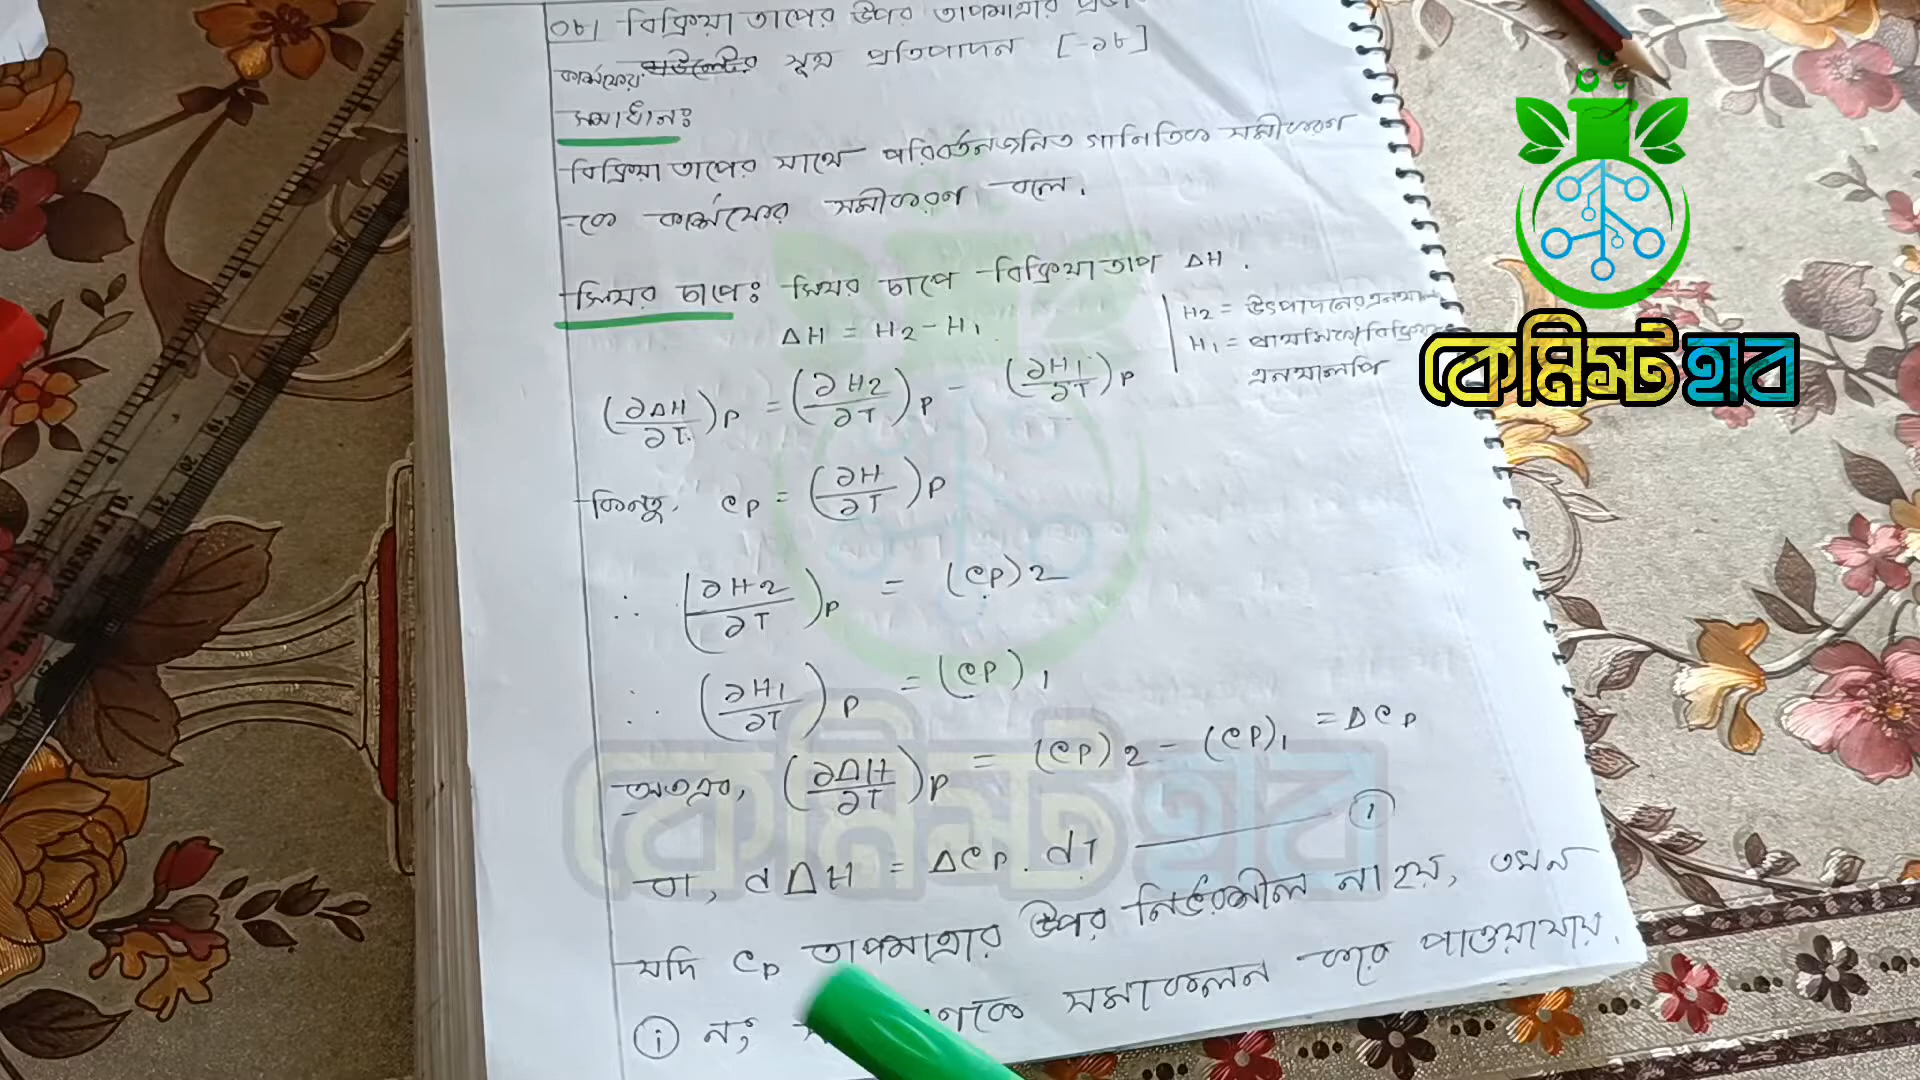 ০৮। বিক্রিয়া তাপের উপর তাপমাত্রার
কার্শফের সূত্র প্রতিপাদন [-১৮]
সমাধান:
বিক্রিয়া তাপের সাথে পরিবর্তনজনিত গানিতিক সমীকরণ
-কে কার্শফের সমীকরণ বলে।
স্থির চাপে: স্থির চাপে বিক্রিয়া তাপ ΔH.
ΔH = H₂ - H₁
H₂ = উৎপাদনের
H₁ = প্রাথমিক/
এনথালপি
(∂ΔH/∂T)P = (∂H2/∂T)P - (∂H1/∂T)P
কিন্তু, CP = (∂H/∂T)P
∴ (∂H2/∂T)P = (CP)2
∴ (∂H1/∂T)P = (CP)1
অতএব, (∂ΔH/∂T)P = (CP)2 - (CP)1 = ΔCP
বা, dΔH = ΔCP. dT ——— ①
যদি CP তাপমাত্রার উপর নির্ভরশীল না হয়, তখন
ⓘ নং সমাকলন করে পাওয়া যায়,
কেমিস্ট হাব
S. BANGLADESH LTD.